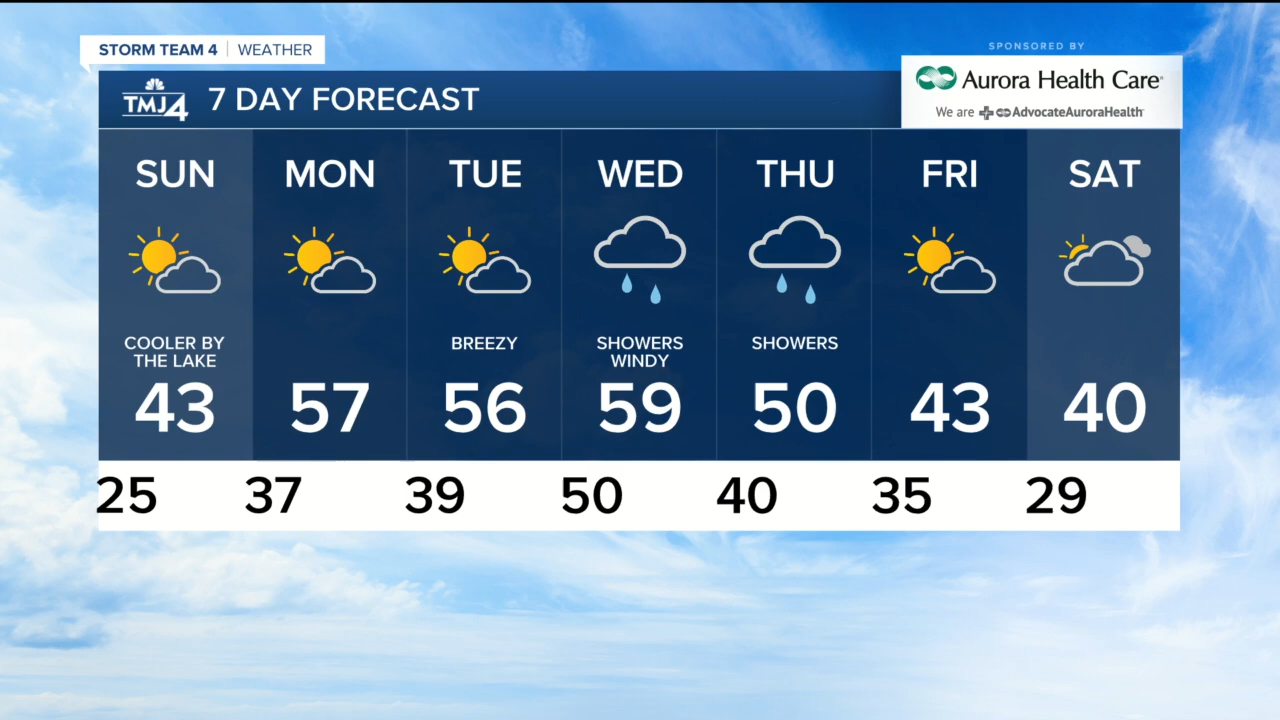 STORM TEAM 4 | WEATHER
SPONSORED BY
Aurora Health Care®
We are AdvocateAuroraHealth
TMJ4 7 DAY FORECAST
SUN MON TUE WED THU FRI SAT
COOLER BY THE LAKE
BREEZY
SHOWERS WINDY
SHOWERS
43 57 56 59 50 43 40
25 37 39 50 40 35 29